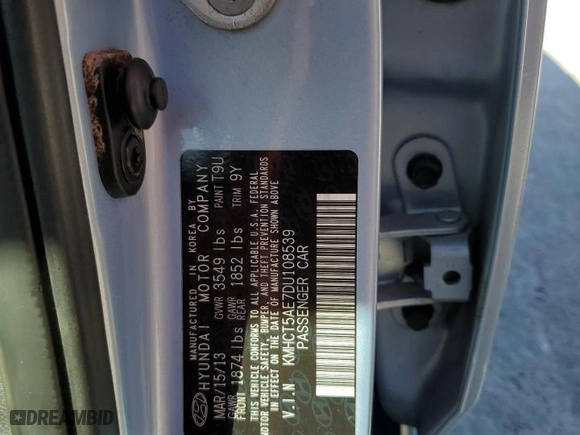 MANUFACTURED IN KOREA BY
HYUNDAI MOTOR COMPANY
MAR/15/13 GVWR 3549 lbs PAINT T9U
GAWR FRONT 1874 lbs GAWR REAR 1852 lbs TRIM 9Y
THIS VEHICLE CONFORMS TO ALL APPLICABLE U.S.A. FEDERAL
MOTOR VEHICLE SAFETY, BUMPER, AND THEFT PREVENTION STANDARDS
IN EFFECT ON THE DATE OF MANUFACTURE SHOWN ABOVE
V.I.N. KMHCT5AE7DU108539
PASSENGER CAR
DREAMBID